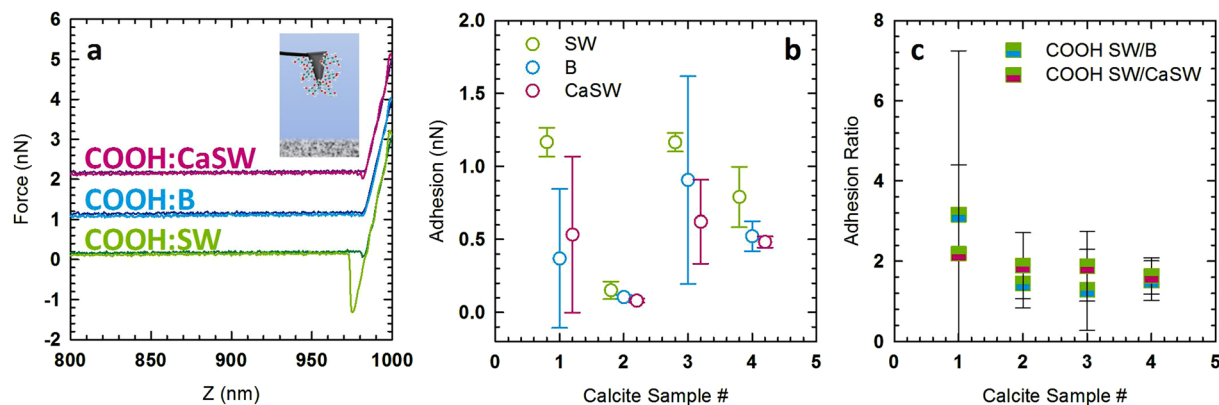 a
COOH:CaSW
COOH:B
COOH:SW
Force (nN)
6
5
4
3
2
1
0
-1
-2
800
850
900
950
1000
Z (nm)
b
SW
B
CaSW
Adhesion (nN)
2.0
1.5
1.0
0.5
0.0
0
1
2
3
4
5
Calcite Sample #
c
COOH SW/B
COOH SW/CaSW
Adhesion Ratio
8
6
4
2
0
0
1
2
3
4
5
Calcite Sample #